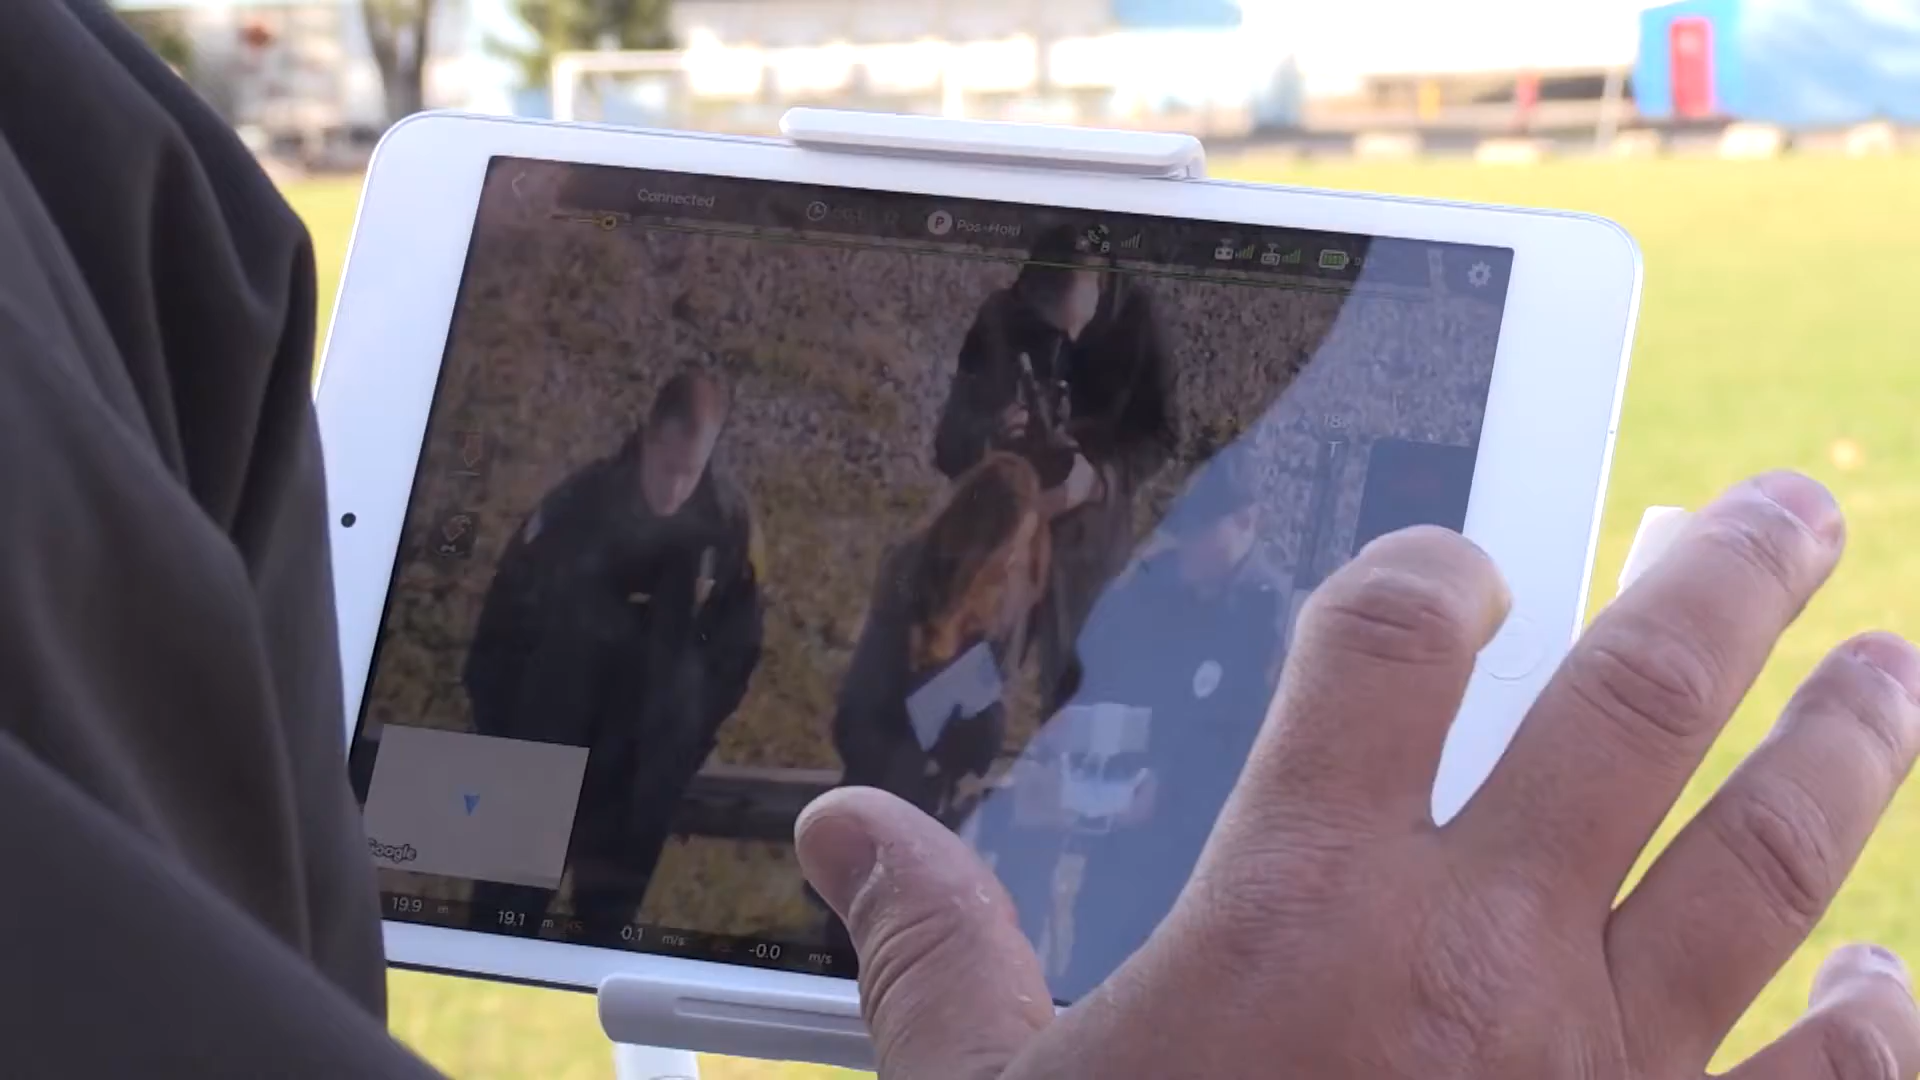 Connected
P Pos-Hold
B
Google
19.9 m
19.1 m
0.1 m/s
-0.0 m/s